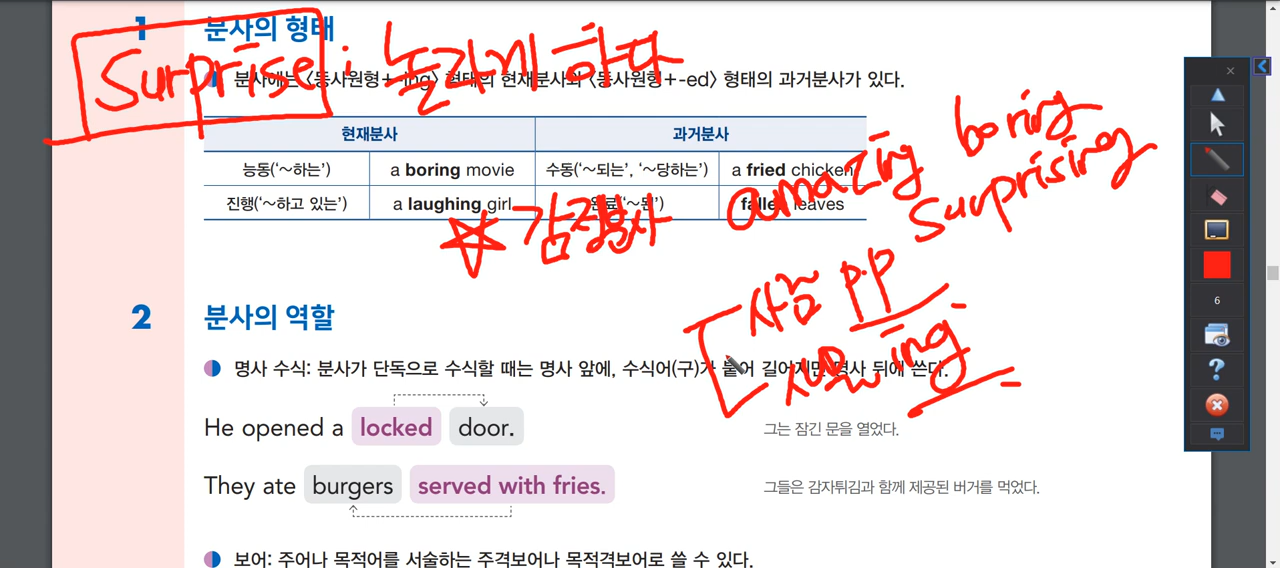 1 분사의 형태
Surprise : 놀라게 하다
분사에는 〈동사원형+-ing〉 형태의 현재분사와 〈동사원형+-ed〉 형태의 과거분사가 있다.
현재분사 과거분사
능동(‘~하는’) a boring movie 수동(‘~되는’, ‘~당하는’) a fried chicken
진행(‘~하고 있는’) a laughing girl 완료(‘~된’) fallen leaves
amazing boring
surprising
☆ 감정동사
사람 p.p
사물 ing
2 분사의 역할
명사 수식: 분사가 단독으로 수식할 때는 명사 앞에, 수식어(구)가 붙어 길어지면 명사 뒤에 쓴다.
He opened a locked door. 그는 잠긴 문을 열었다.
They ate burgers served with fries. 그들은 감자튀김과 함께 제공된 버거를 먹었다.
보어: 주어나 목적어를 서술하는 주격보어나 목적격보어로 쓸 수 있다.
6